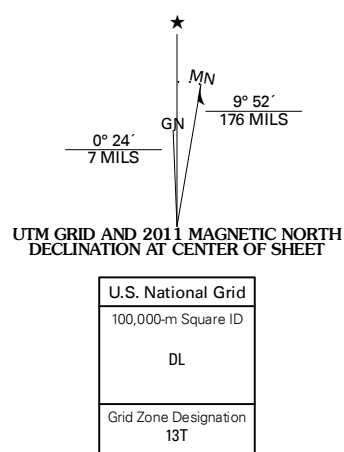 ★
MN
9° 52´
176 MILS
GN
0° 24´
7 MILS
UTM GRID AND 2011 MAGNETIC NORTH
DECLINATION AT CENTER OF SHEET
U.S. National Grid
100,000-m Square ID
DL
Grid Zone Designation
13T